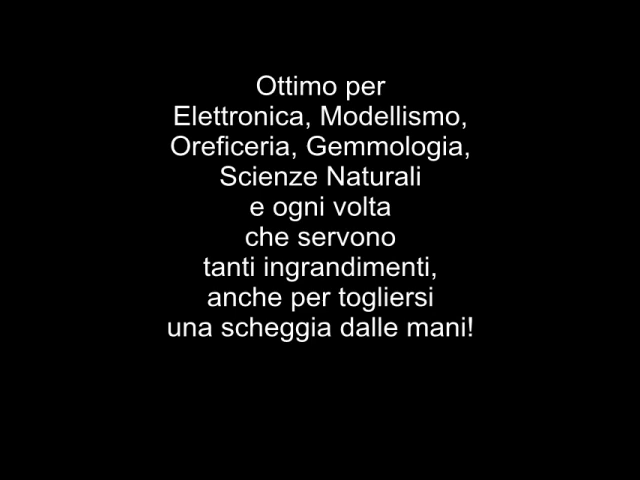 Ottimo per
Elettronica, Modellismo,
Oreficeria, Gemmologia,
Scienze Naturali
e ogni volta
che servono
tanti ingrandimenti,
anche per togliersi
una scheggia dalle mani!